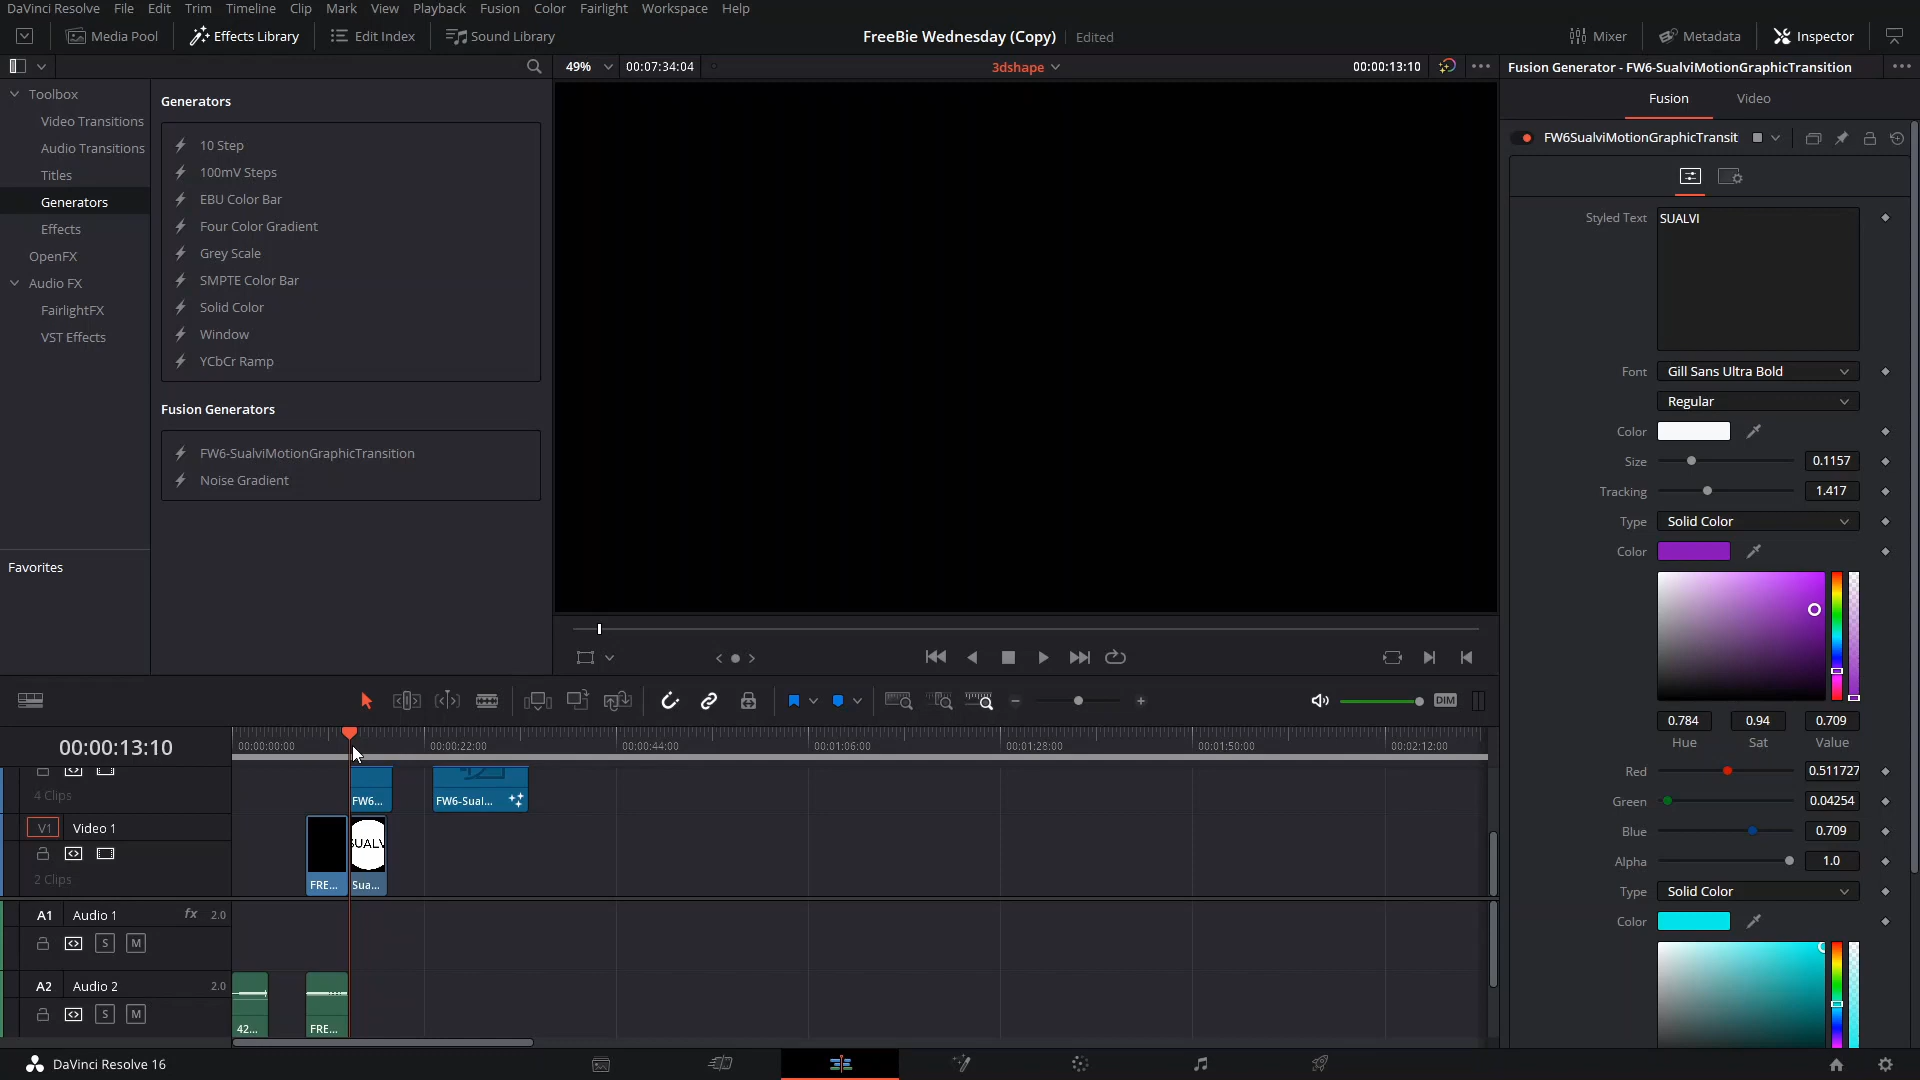 DaVinci Resolve File Edit Trim Timeline Clip Mark View Playback Fusion Color Fairlight Workspace Help
Media Pool Effects Library Edit Index Sound Library FreeBie Wednesday (Copy) Edited Mixer Metadata Inspector
49% 00:07:34:04 3dshape 00:00:13:10 Fusion Generator - FW6-SualviMotionGraphicTransition
Toolbox
Video Transitions
Audio Transitions
Titles
Generators
Effects
OpenFX
Audio FX
FairlightFX
VST Effects
Favorites
Generators
10 Step
100mV Steps
EBU Color Bar
Four Color Gradient
Grey Scale
SMPTE Color Bar
Solid Color
Window
YCbCr Ramp
Fusion Generators
FW6-SualviMotionGraphicTransition
Noise Gradient
Fusion Video
FW6SualviMotionGraphicTransit
Styled Text SUALVI
Font Gill Sans Ultra Bold
Regular
Color
Size 0.1157
Tracking 1.417
Type Solid Color
Color
0.784 0.94 0.709
Hue Sat Value
Red 0.511727
Green 0.04254
Blue 0.709
Alpha 1.0
Type Solid Color
Color
DIM
00:00:13:10
00:00:00:00 00:00:22:00 00:00:44:00 00:01:06:00 00:01:28:00 00:01:50:00 00:02:12:00
4 Clips
FW6... FW6-Sual...
V1 Video 1
2 Clips
SUALV
FRE... Sua...
A1 Audio 1 fx 2.0
S M
A2 Audio 2 2.0
S M
42... FRE...
DaVinci Resolve 16